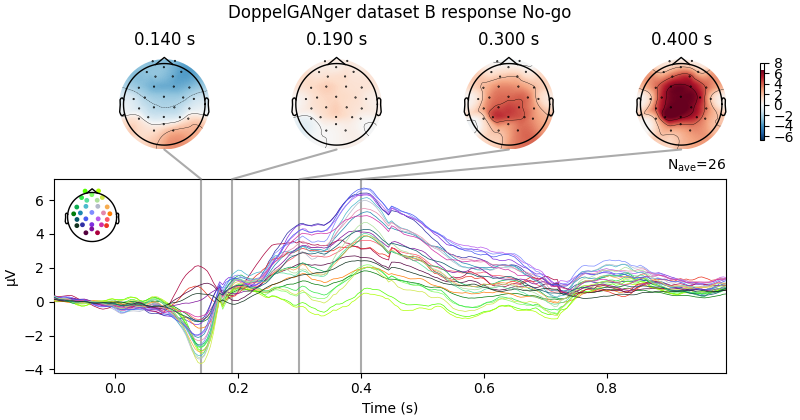 DoppelGANger dataset B response No-go
0.140 s 0.190 s 0.300 s 0.400 s
8
6
4
2
0
−2
−4
−6
N_ave=26
6
4
2
0
−2
−4
µV
0.0 0.2 0.4 0.6 0.8
Time (s)